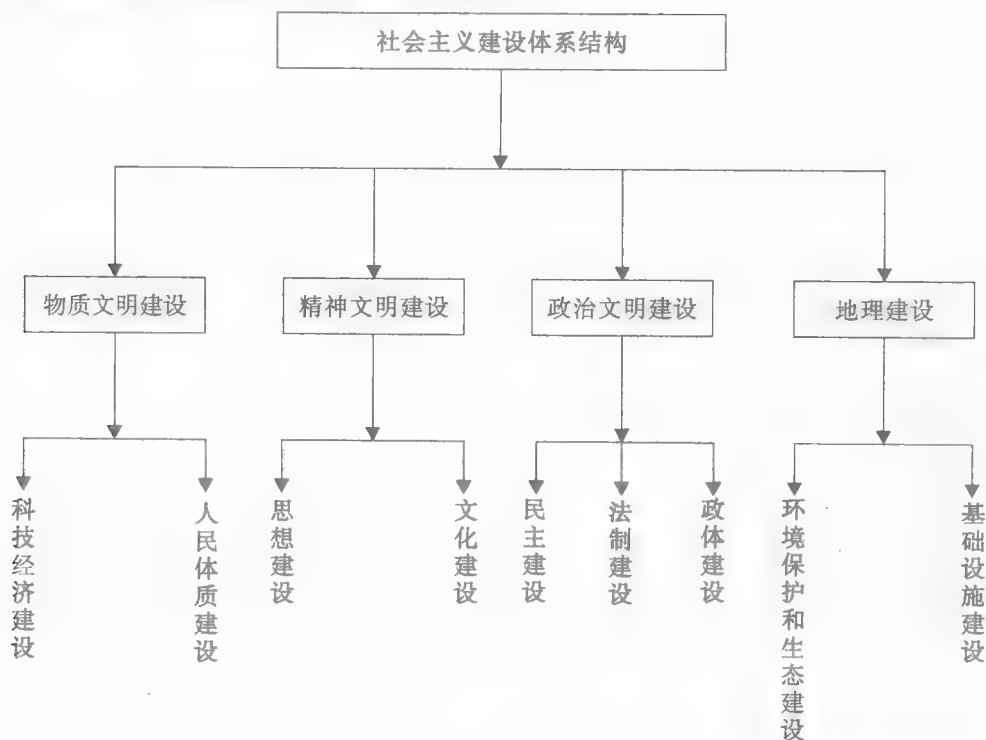 社会主义建设体系结构
物质文明建设
精神文明建设
政治文明建设
地理建设
科技经济建设
人民体质建设
思想建设
文化建设
民主建设
法制建设
政体建设
环境保护和生态建设
基础设施建设